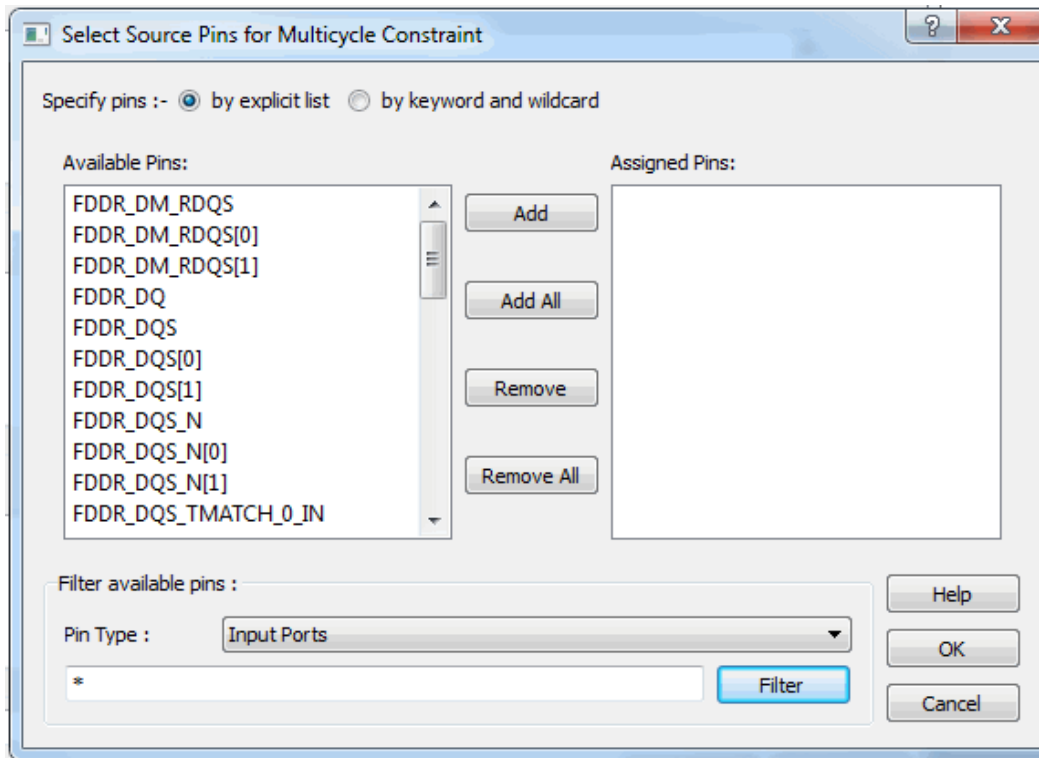 Select Source Pins for Multicycle Constraint
Specify pins :- by explicit list by keyword and wildcard
Available Pins:
Assigned Pins:
FDDR_DM_RDQS
FDDR_DM_RDQS[0]
FDDR_DM_RDQS[1]
FDDR_DQ
FDDR_DQS
FDDR_DQS[0]
FDDR_DQS[1]
FDDR_DQS_N
FDDR_DQS_N[0]
FDDR_DQS_N[1]
FDDR_DQS_TMATCH_0_IN
Add
Add All
Remove
Remove All
Filter available pins :
Pin Type : Input Ports
*
Filter
Help
OK
Cancel